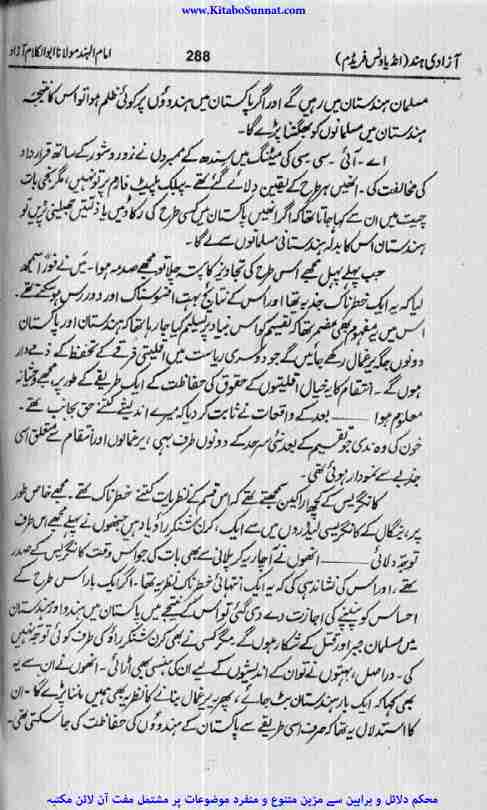 www.KitaboSunnat.com
آزادی ہند (انڈیا ونس فریڈم) 288 امام الہند مولانا ابوالکلام آزاد
مسلمان ہندستان میں رہیں گے اور اگر پاکستان میں ہندوؤں پر کوئی ظلم ہوا تو اس کا نتیجہ
ہندستان میں مسلمانوں کو بھگتنا پڑے گا۔
اے۔ آئی۔ سی۔ سی کی میٹنگ میں سندھ کے ممبروں نے زور و شور کے ساتھ قرارداد
کی مخالفت کی۔ انھیں ہر طرح کے یقین دلائے گئے تھے۔ پبلک پلیٹ فارم پر تو نہیں، مگر نجی بات
چیت میں ان سے کہا جاتا تھا کہ اگر انھیں پاکستان میں کسی طرح کی رکاوٹیں یا ذلتیں جھیلنی پڑیں تو
ہندستان اس کا بدلہ ہندستانی مسلمانوں سے لے گا۔
جب پہلے پہل مجھے اسی طرح کی تجاویز کا پتہ چلا تو مجھے صدمہ ہوا۔ میں نے فوراً سمجھ
لیا کہ یہ ایک خطرناک جذبہ تھا اور اس کے نتائج بہت افسوسناک اور دور رس ہو سکتے تھے۔
اس میں یہ مفہوم بھی مضمر تھا کہ تقسیم کو اس بنیاد پر تسلیم کیا جا رہا تھا کہ ہندستان اور پاکستان
دونوں جگہ یرغمال رکھے جائیں گے جو دوسری ریاست میں اقلیتی فرقے کے تحفظ کے ذمے دار
ہوں گے۔ انتقام کا یہ خیال اقلیتوں کے حقوق کی حفاظت کے ایک طریقے کے طور پر مجھے وحشیانہ
معلوم ہوا ـــــــ بعد کے واقعات نے ثابت کر دیا کہ میرے اندیشے کتنے حق بجانب تھے۔
خون کی وہ ندی جو تقسیم کے بعد نئی سرحد کے دونوں طرف بہی، یرغمالوں اور انتقام سے متعلق اسی
جذبے سے نمودار ہوئی تھی۔
کانگریس کے کچھ اراکین سمجھتے تھے کہ اس قسم کے نظریات کتنے خطرناک تھے۔ مجھے خاص طور
پر، بنگال کے کانگریسی لیڈروں میں سے ایک، کرن شنکر راؤ یاد ہیں جنھوں نے پہلے مجھے اس طرف
توجہ دلائی ـــــــ انھوں نے آچاریہ کرپلانی سے بھی بات کی جو اس وقت کانگریس کے صدر
تھے، اور اس کی نشاندہی کی کہ یہ ایک انتہائی خطرناک نظریہ تھا۔ اگر ایک بار اس طرح کے
احساس کو پنپنے کی اجازت دے دی گئی تو اس کے نتیجے میں پاکستان میں ہندو اور ہندستان
میں مسلمان جبر اور قتل کے شکار ہوں گے، مگر کسی نے بھی کرن شنکر راؤ کی طرف کوئی توجہ نہیں
کی۔ دراصل، بہتوں نے تو ان کے اندیشوں کے لیے ان کی ہنسی بھی اڑائی۔ انھوں نے ان سے یہ
بھی کہا کہ ایک بار ہندستان بٹ جائے، پھر یہ یرغمال بنانے کا نظریہ بھی ہمیں ماننا پڑے گا۔ ان
کا استدلال یہ تھا کہ صرف اسی طریقے سے پاکستان کے ہندوؤں کی حفاظت کی جا سکتی تھی۔
محکم دلائل و براہین سے مزین متنوع و منفرد موضوعات پر مشتمل مفت آن لائن مکتبہ